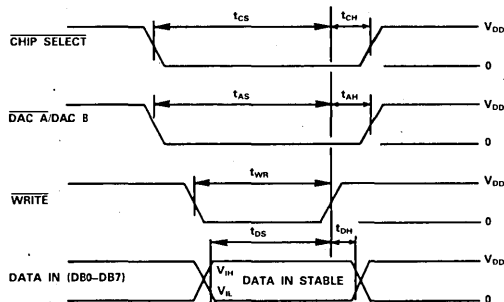 tCS
tCH
CHIP SELECT
VDD
0
tAS
tAH
DAC A/DAC B
VDD
0
tWR
WRITE
VDD
0
tDS
tDH
DATA IN (DB0–DB7)
VIH
DATA IN STABLE
VIL
VDD
0